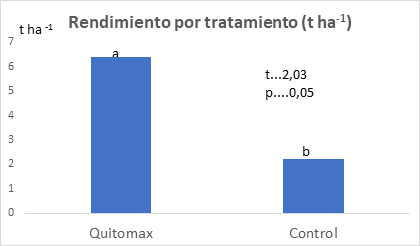 Rendimiento por tratamiento (t ha-1)
t ha -1
7
6
5
4
3
2
1
0
a
b
t...2,03
p....0,05
Quitomax
Control